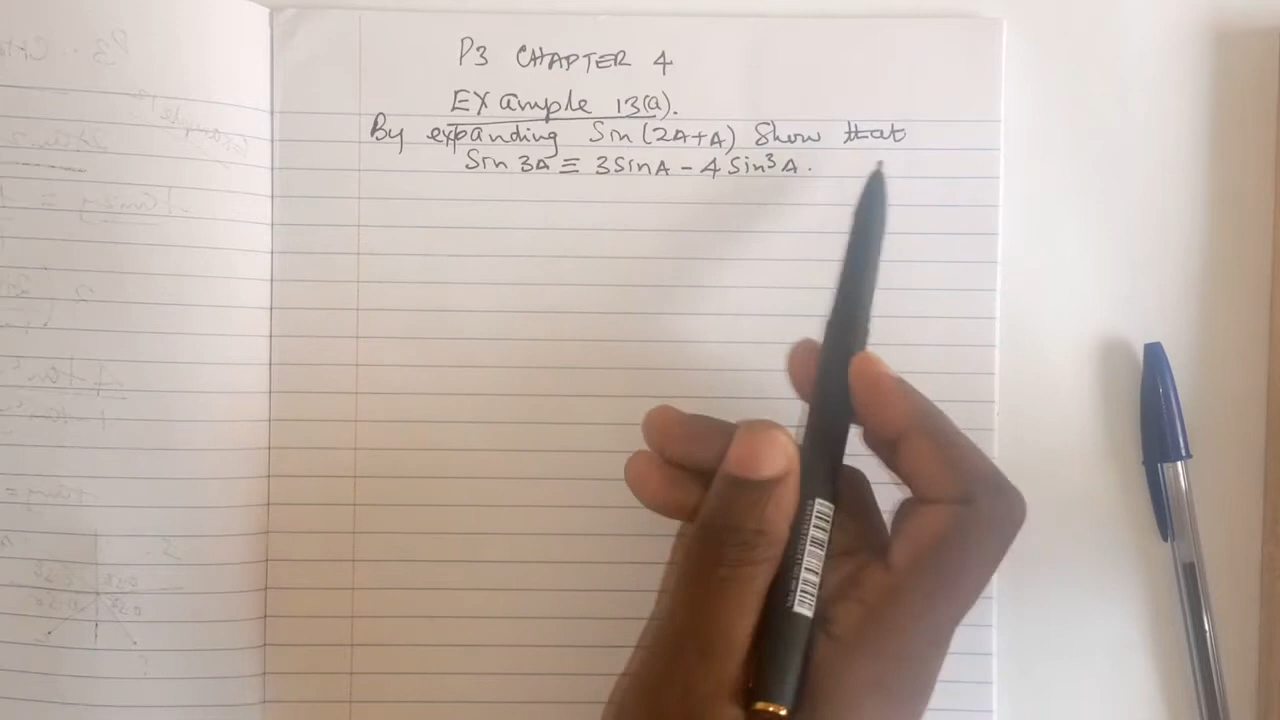 P3 CHAPTER 4
Example 13(a).
By expanding Sin(2A+A) Show that
Sin 3A ≡ 3SinA - 4Sin³A.